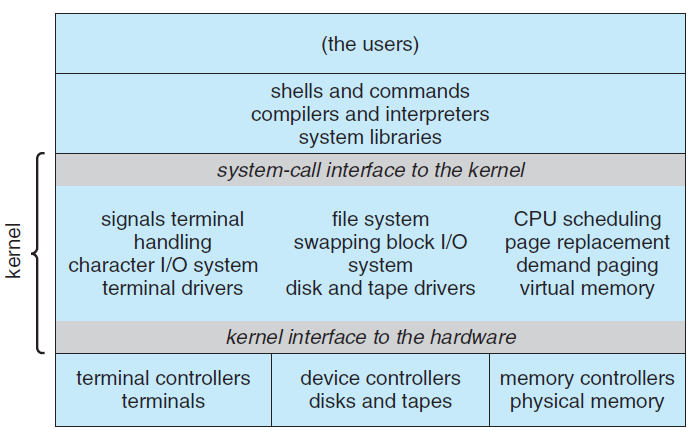 (the users)
shells and commands
compilers and interpreters
system libraries
kernel
system-call interface to the kernel
signals terminal
handling
character I/O system
terminal drivers
file system
swapping block I/O
system
disk and tape drivers
CPU scheduling
page replacement
demand paging
virtual memory
kernel interface to the hardware
terminal controllers
terminals
device controllers
disks and tapes
memory controllers
physical memory